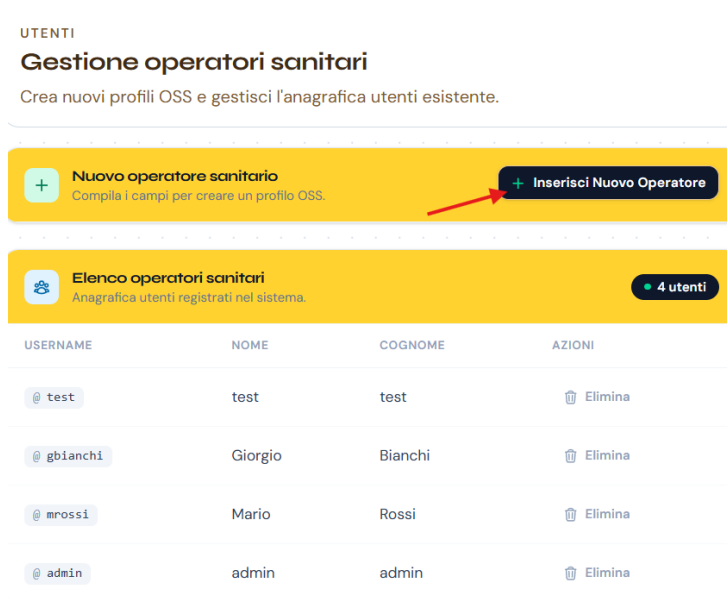 UTENTI
Gestione operatori sanitari
Crea nuovi profili OSS e gestisci l'anagrafica utenti esistente.
Nuovo operatore sanitario
Compila i campi per creare un profilo OSS.
+ Inserisci Nuovo Operatore
Elenco operatori sanitari
Anagrafica utenti registrati nel sistema.
4 utenti
USERNAME NOME COGNOME AZIONI
@ test test test Elimina
@ gbianchi Giorgio Bianchi Elimina
@ mrossi Mario Rossi Elimina
@ admin admin admin Elimina